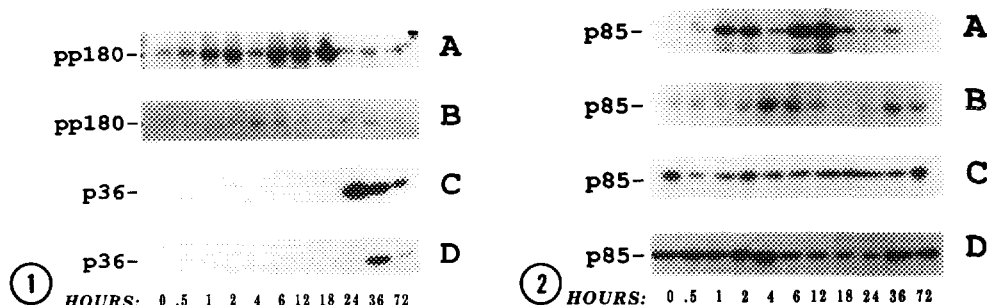 pp180- A
pp180- B
p36- C
p36- D
1 HOURS: 0 .5 1 2 4 6 12 18 24 36 72
p85- A
p85- B
p85- C
p85- D
2 HOURS: 0 .5 1 2 4 6 12 18 24 36 72